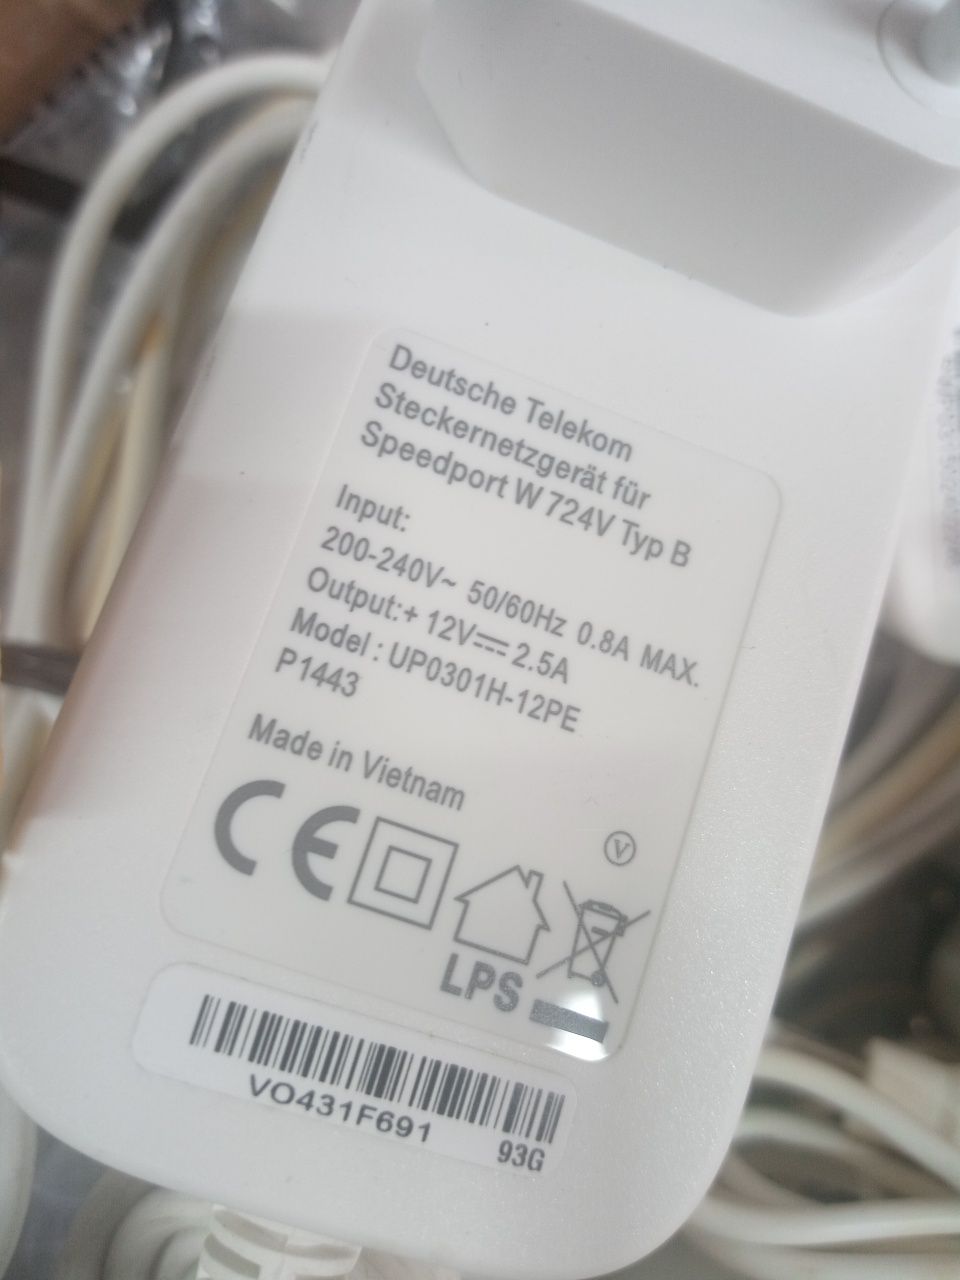 Deutsche Telekom
Steckernetzgerät für
Speedport W 724V Typ B
Input:
200-240V~ 50/60Hz 0.8A MAX.
Output:+ 12V⎓2.5A
Model : UP0301H-12PE
P1443
Made in Vietnam
V
CE
LPS
VO431F691
93G